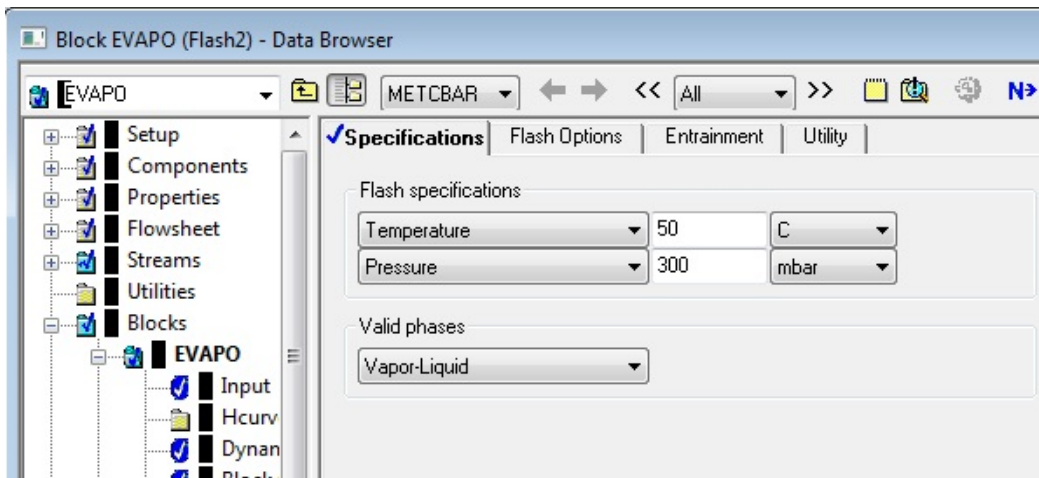 Block EVAPO (Flash2) - Data Browser
EVAPO METCBAR << All >> N>
Setup
Components
Properties
Flowsheet
Streams
Utilities
Blocks
EVAPO
Input
Hcurv
Dynan
Specifications Flash Options Entrainment Utility
Flash specifications
Temperature 50 C
Pressure 300 mbar
Valid phases
Vapor-Liquid